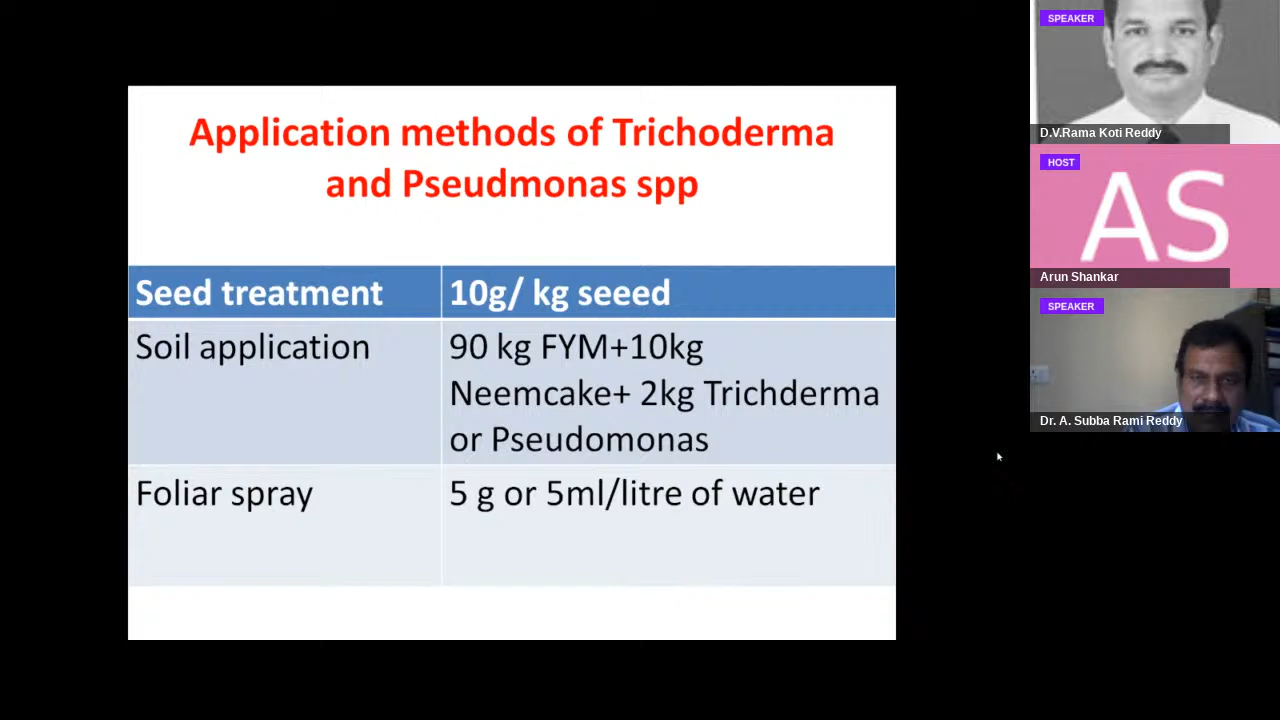 Application methods of Trichoderma
and Pseudmonas spp
Seed treatment
10g/ kg seeed
Soil application
90 kg FYM+10kg
Neemcake+ 2kg Trichderma
or Pseudomonas
Foliar spray
5 g or 5ml/litre of water
SPEAKER
D.V.Rama Koti Reddy
HOST
AS
Arun Shankar
SPEAKER
Dr. A. Subba Rami Reddy